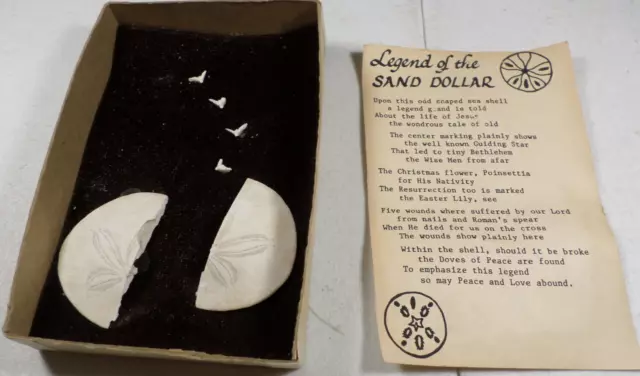 Legend of the
SAND DOLLAR
Upon this odd snaped sea shell
a legend g.and is told
About the life of Jesus
the wondrous tale of old
The center marking plainly shows
the well known Guiding Star
That led to tiny Bethlehem
the Wise Men from afar
The Christmas flower, Poinsettia
for His Nativity
The Resurrection too is marked
the Easter Lily, see
Five wounds where suffered by our Lord
from nails and Roman's spear
When He died for us on the cross
The wounds show plainly here
Within the shell, should it be broke
the Doves of Peace are found
To emphasize this legend
so may Peace and Love abound.